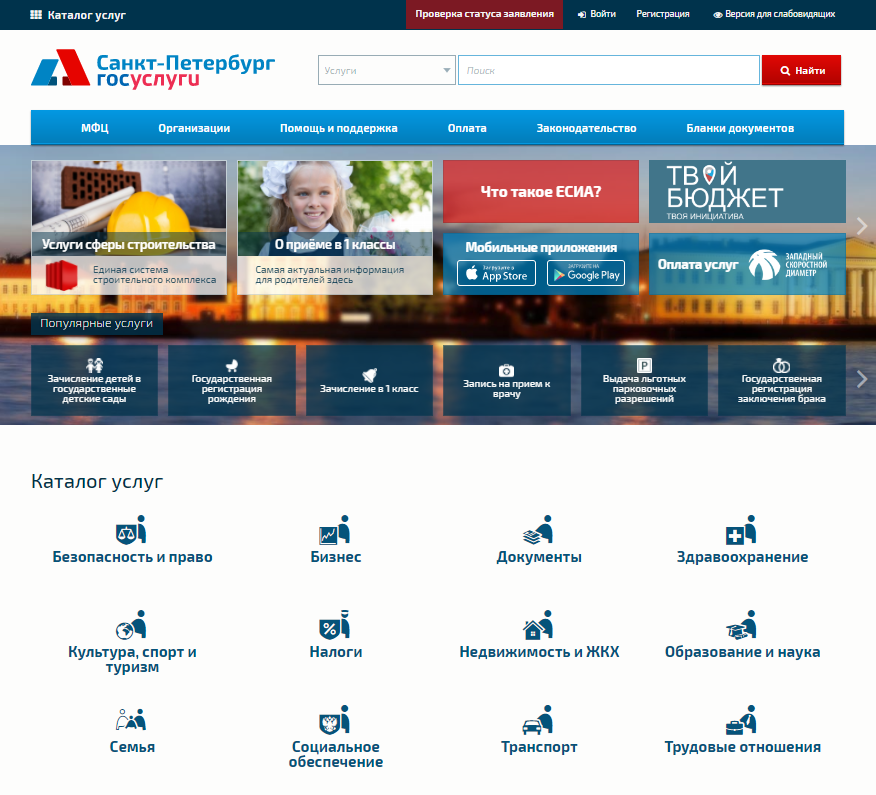 Каталог услуг
Проверка статуса заявления
Войти
Регистрация
Версия для слабовидящих
Санкт-Петербург
госуслуги
Услуги
Поиск
Найти
МФЦ
Организации
Помощь и поддержка
Оплата
Законодательство
Бланки документов
Услуги сферы строительства
Единая система
строительного комплекса
О приёме в 1 классы
Самая актуальная информация
для родителей здесь
Что такое ЕСИА?
Мобильные приложения
Загрузите в
App Store
ЗАГРУЗИТЕ НА
Google Play
ТВОЙ
БЮДЖЕТ
ТВОЯ ИНИЦИАТИВА
Оплата услуг
ЗАПАДНЫЙ
СКОРОСТНОЙ
ДИАМЕТР
Популярные услуги
Зачисление детей в
государственные
детские сады
Государственная
регистрация
рождения
Зачисление в 1 класс
Запись на прием к
врачу
P
Выдача льготных
парковочных
разрешений
Государственная
регистрация
заключения брака
Каталог услуг
Безопасность и право
Бизнес
Документы
Здравоохранение
Культура, спорт и
туризм
%
Налоги
Недвижимость и ЖКХ
Образование и наука
Семья
Социальное
обеспечение
Транспорт
Трудовые отношения